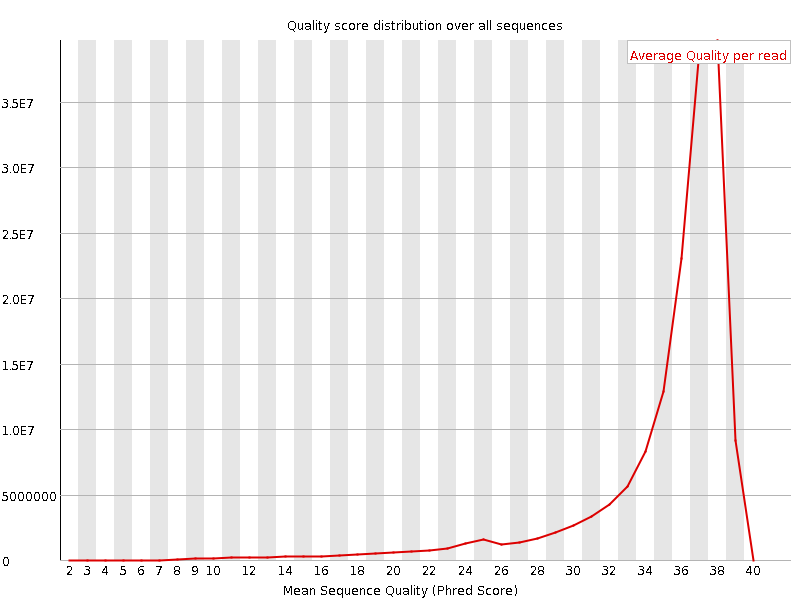 Quality score distribution over all sequences
Average Quality per read
3.5E7
3.0E7
2.5E7
2.0E7
1.5E7
1.0E7
5000000
0
2 3 4 5 6 7 8 9 10 12 14 16 18 20 22 24 26 28 30 32 34 36 38 40
Mean Sequence Quality (Phred Score)